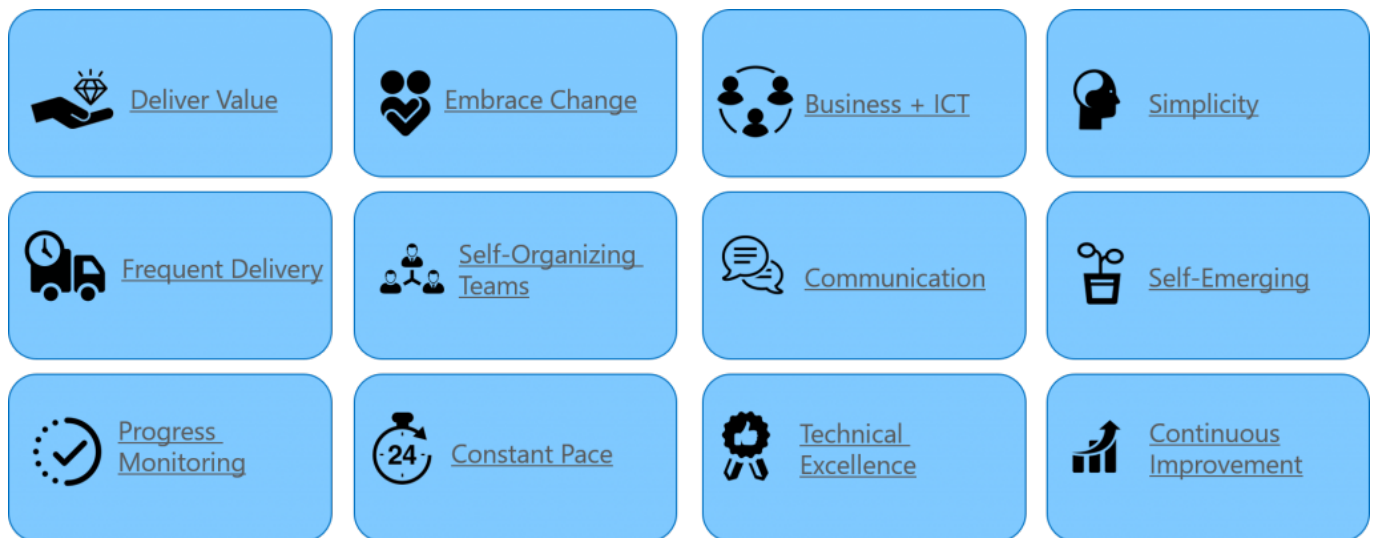 Deliver Value
Embrace Change
Business + ICT
Simplicity
Frequent Delivery
Self-Organizing
Teams
Communication
Self-Emerging
Progress
Monitoring
24
Constant Pace
Technical
Excellence
Continuous
Improvement